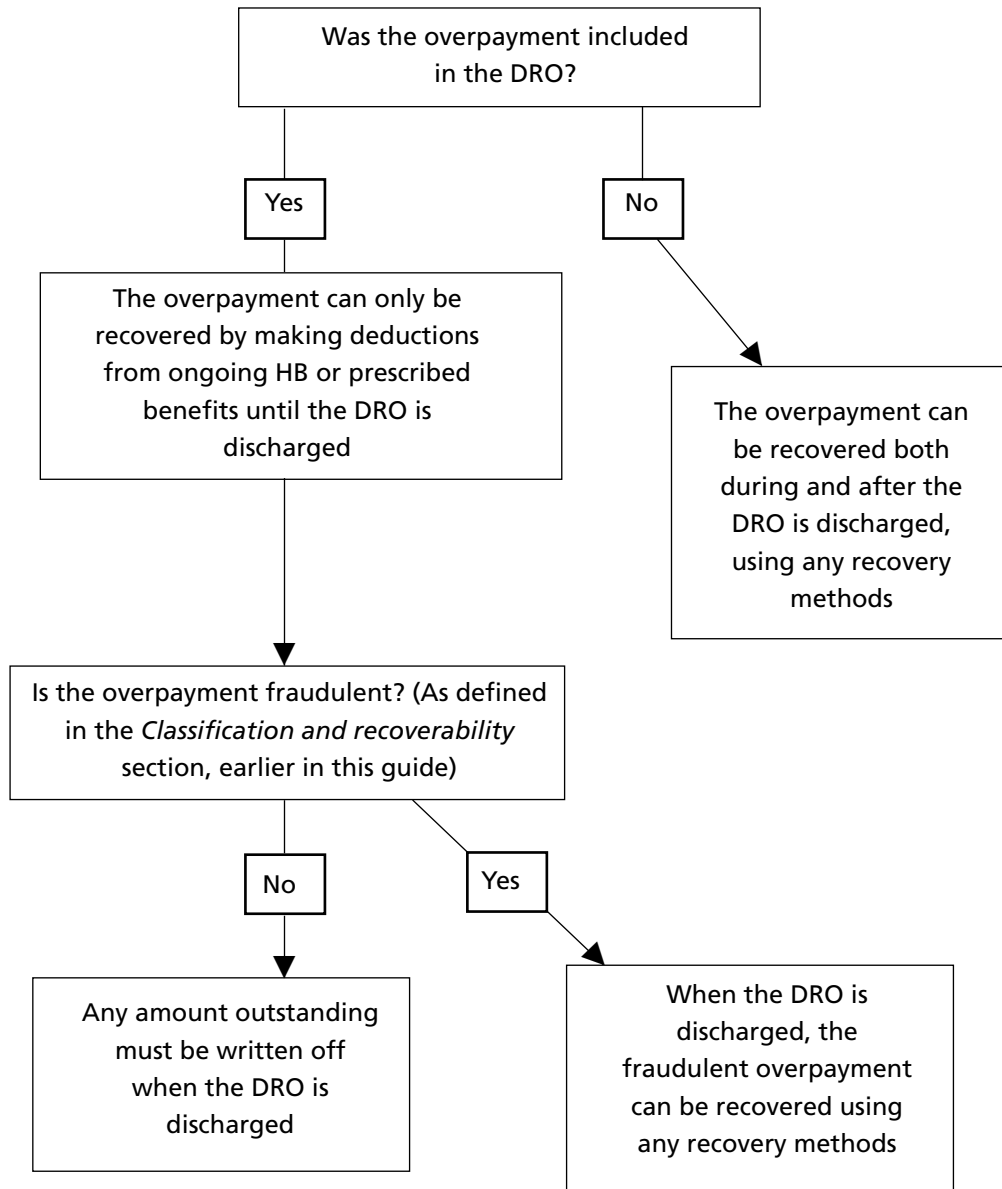 Was the overpayment included
in the DRO?
Yes
No
The overpayment can only be
recovered by making deductions
from ongoing HB or prescribed
benefits until the DRO is
discharged
The overpayment can
be recovered both
during and after the
DRO is discharged,
using any recovery
methods
Is the overpayment fraudulent? (As defined
in the Classification and recoverability
section, earlier in this guide)
No
Yes
Any amount outstanding
must be written off
when the DRO is
discharged
When the DRO is
discharged, the
fraudulent overpayment
can be recovered using
any recovery methods